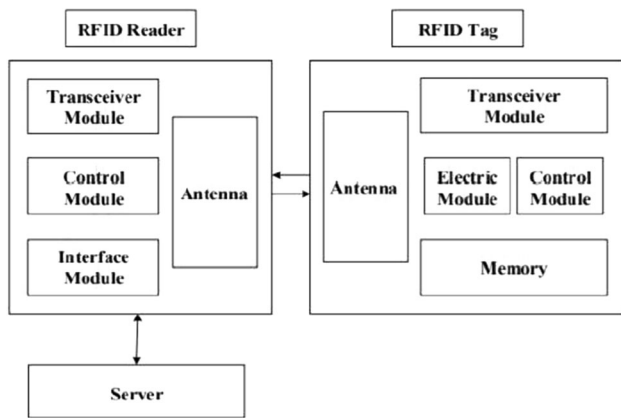 RFID Reader
RFID Tag
Transceiver
Module
Control
Module
Interface
Module
Antenna
Antenna
Transceiver
Module
Electric
Module
Control
Module
Memory
Server